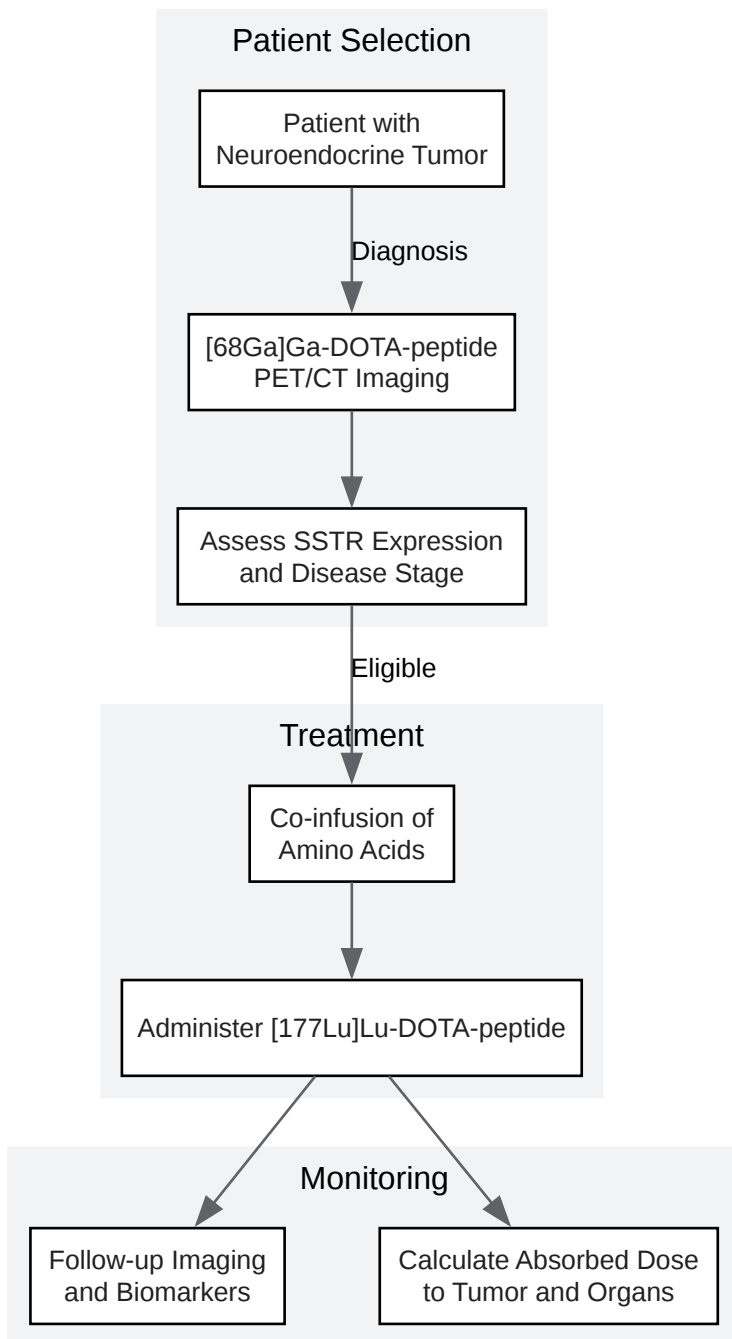 Patient Selection
Patient with
Neuroendocrine Tumor
Diagnosis
[68Ga]Ga-DOTA-peptide
PET/CT Imaging
Assess SSTR Expression
and Disease Stage
Eligible
Treatment
Co-infusion of
Amino Acids
Administer [177Lu]Lu-DOTA-peptide
Monitoring
Follow-up Imaging
and Biomarkers
Calculate Absorbed Dose
to Tumor and Organs